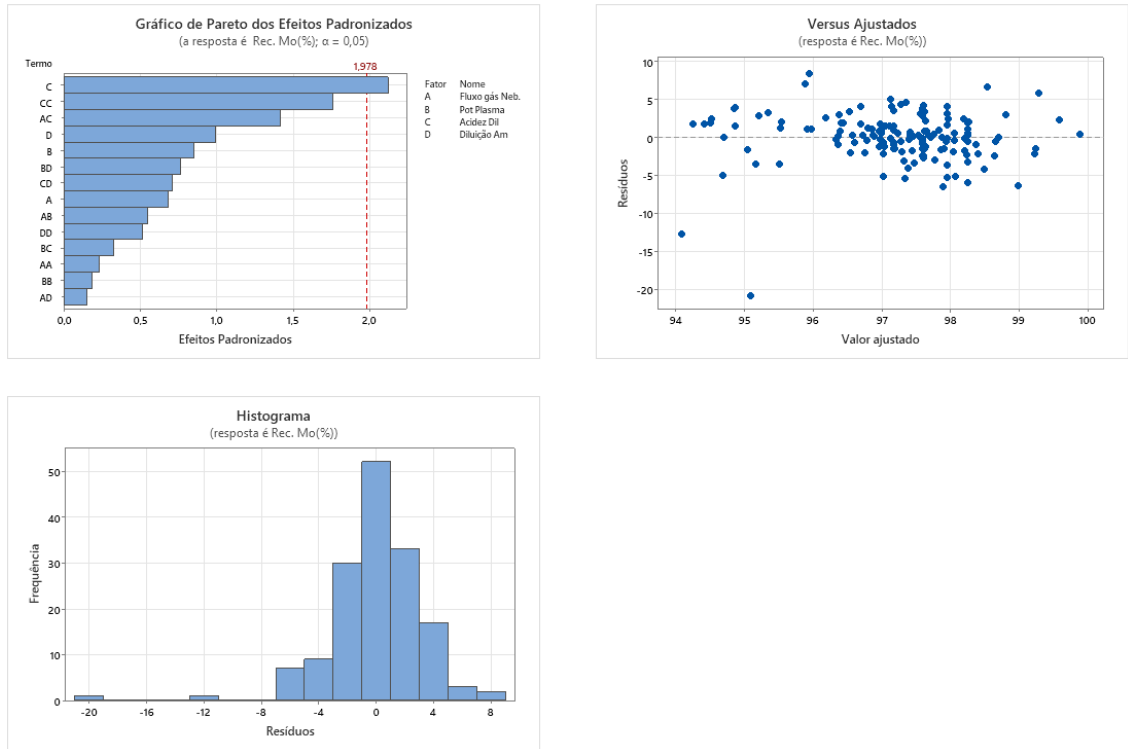 Gráfico de Pareto dos Efeitos Padronizados
(a resposta é Rec. Mo(%); α = 0,05)
Termo
1,978
C
CC
AC
D
B
BD
CD
A
AB
DD
BC
AA
BB
AD
0,0
0,5
1,0
1,5
2,0
Efeitos Padronizados
Fator Nome
A Fluxo gás Neb.
B Pot Plasma
C Acidez Dil
D Diluição Am
Versus Ajustados
(resposta é Rec. Mo(%))
Resíduos
10
5
0
-5
-10
-15
-20
94
95
96
97
98
99
100
Valor ajustado
Histograma
(resposta é Rec. Mo(%))
Frequência
50
40
30
20
10
0
-20
-16
-12
-8
-4
0
4
8
Resíduos